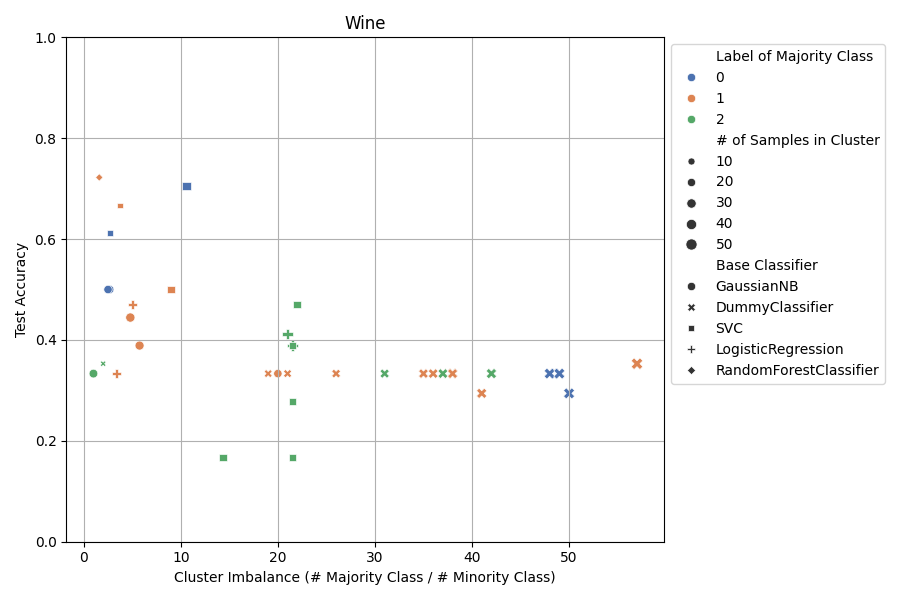 Wine
1.0
0.8
0.6
0.4
0.2
0.0
Test Accuracy
0 10 20 30 40 50
Cluster Imbalance (# Majority Class / # Minority Class)
Label of Majority Class
0
1
2
# of Samples in Cluster
10
20
30
40
50
Base Classifier
GaussianNB
DummyClassifier
SVC
LogisticRegression
RandomForestClassifier